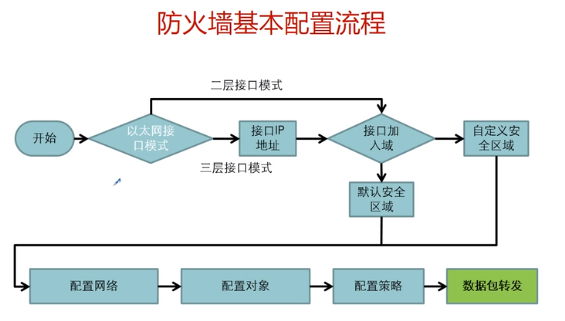 防火墙基本配置流程
二层接口模式
开始
以太网接
口模式
接口IP
地址
接口加
入域
自定义安
全区域
三层接口模式
默认安全
区域
配置网络
配置对象
配置策略
数据包转发